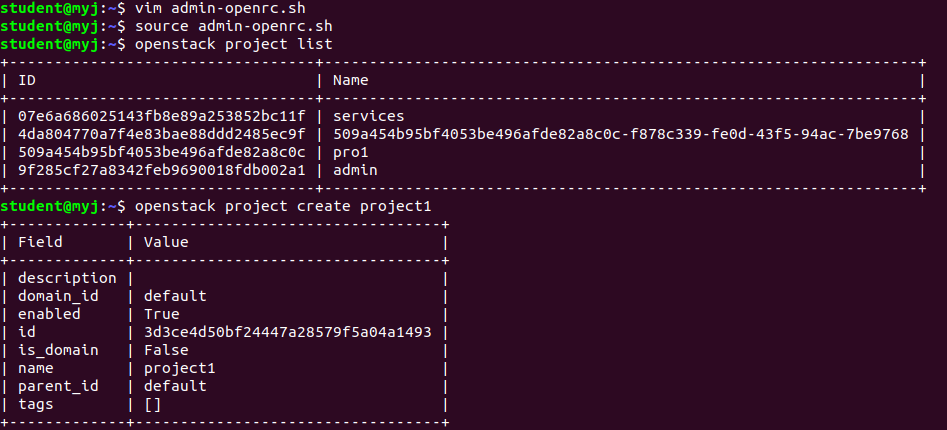 student@myj:~$ vim admin-openrc.sh
student@myj:~$ source admin-openrc.sh
student@myj:~$ openstack project list
+----------------------------------+------------------------------------------------------------------+
| ID                               | Name                                                             |
+----------------------------------+------------------------------------------------------------------+
| 07e6a686025143fb8e89a253852bc11f | services                                                         |
| 4da804770a7f4e83bae88ddd2485ec9f | 509a454b95bf4053be496afde82a8c0c-f878c339-fe0d-43f5-94ac-7be9768 |
| 509a454b95bf4053be496afde82a8c0c | pro1                                                             |
| 9f285cf27a8342feb9690018fdb002a1 | admin                                                            |
+----------------------------------+------------------------------------------------------------------+
student@myj:~$ openstack project create project1
+-------------+----------------------------------+
| Field       | Value                            |
+-------------+----------------------------------+
| description |                                  |
| domain_id   | default                          |
| enabled     | True                             |
| id          | 3d3ce4d50bf24447a28579f5a04a1493 |
| is_domain   | False                            |
| name        | project1                         |
| parent_id   | default                          |
| tags        | []                               |
+-------------+----------------------------------+